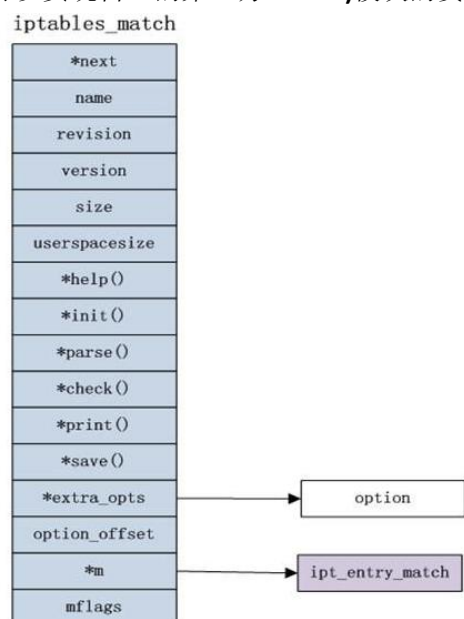 iptables_match
*next
name
revision
version
size
userspacesize
*help()
*init()
*parse()
*check()
*print()
*save()
*extra_opts
option
option_offset
*m
ipt_entry_match
mflags